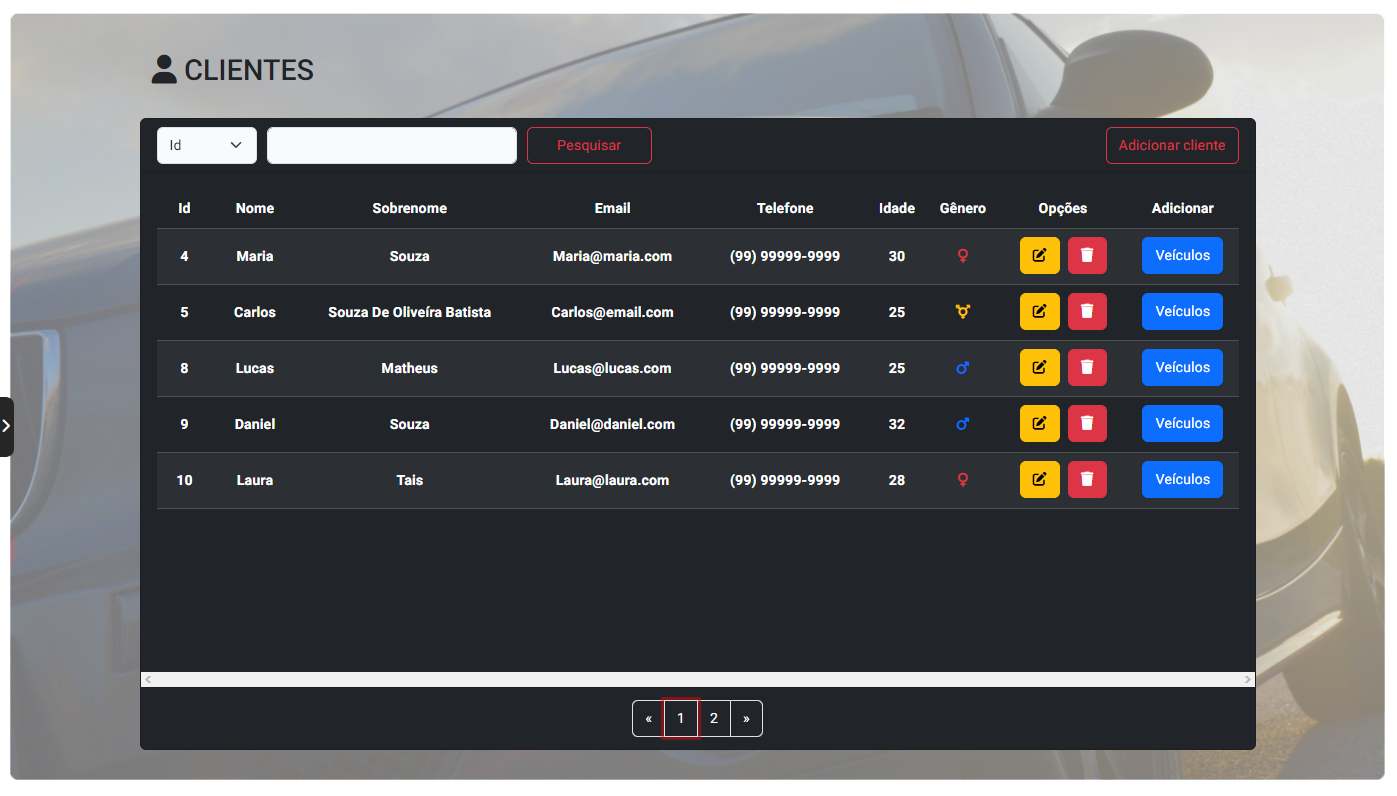 CLIENTES
Id Pesquisar Adicionar cliente
Id Nome Sobrenome Email Telefone Idade Gênero Opções Adicionar
4 Maria Souza Maria@maria.com (99) 99999-9999 30 Veículos
5 Carlos Souza De Oliveíra Batista Carlos@email.com (99) 99999-9999 25 Veículos
8 Lucas Matheus Lucas@lucas.com (99) 99999-9999 25 Veículos
9 Daniel Souza Daniel@daniel.com (99) 99999-9999 32 Veículos
10 Laura Tais Laura@laura.com (99) 99999-9999 28 Veículos
« 1 2 »